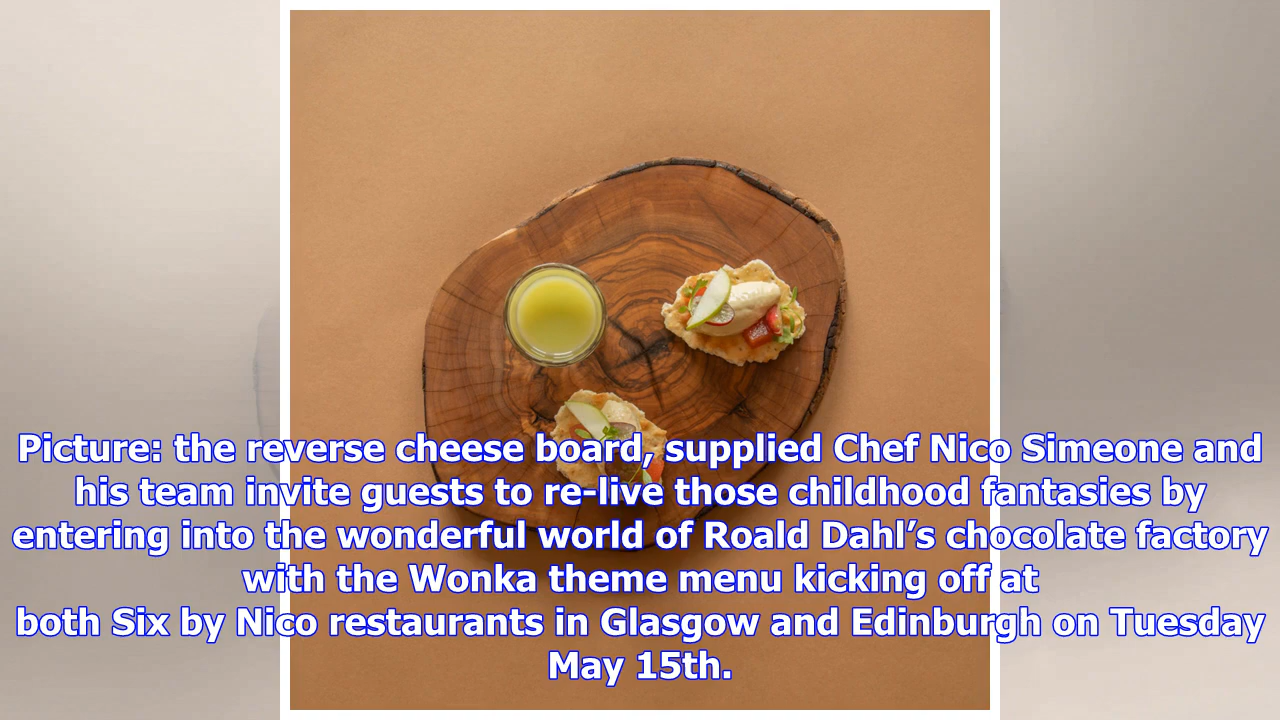 Picture: the reverse cheese board, supplied Chef Nico Simeone and
his team invite guests to re-live those childhood fantasies by
entering into the wonderful world of Roald Dahl’s chocolate factory
with the Wonka theme menu kicking off at
both Six by Nico restaurants in Glasgow and Edinburgh on Tuesday
May 15th.